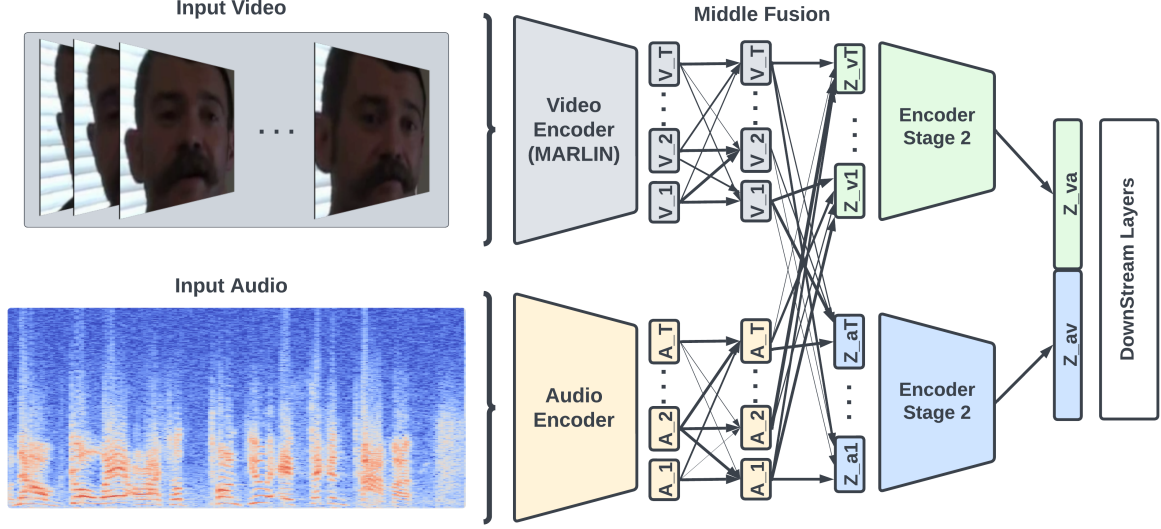 Input Video
Middle Fusion
. . .
Video
Encoder
(MARLIN)
V_T
. . .
V_2
V_1
V_T
. . .
V_2
V_1
Z_vT
. . .
Z_v1
Encoder
Stage 2
Z_va
DownStream Layers
Input Audio
Audio
Encoder
A_T
. . .
A_2
A_1
A_T
. . .
A_2
A_1
Z_aT
. . .
Z_a1
Encoder
Stage 2
Z_av